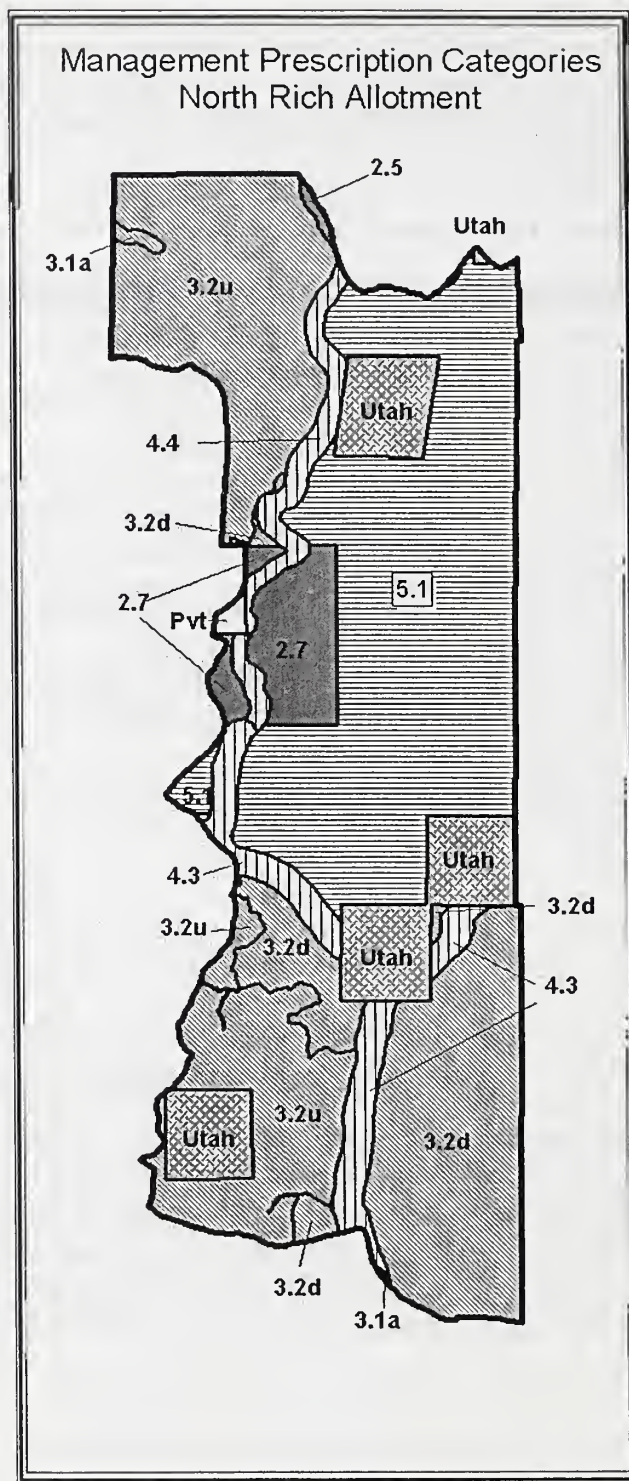 Management Prescription Categories
North Rich Allotment
2.5
Utah
3.1a
3.2u
Utah
4.4
3.2d
5.1
2.7
Pvt
2.7
5.1
Utah
4.3
3.2d
3.2u
3.2d
Utah
4.3
3.2u
Utah
3.2d
3.2d
3.1a